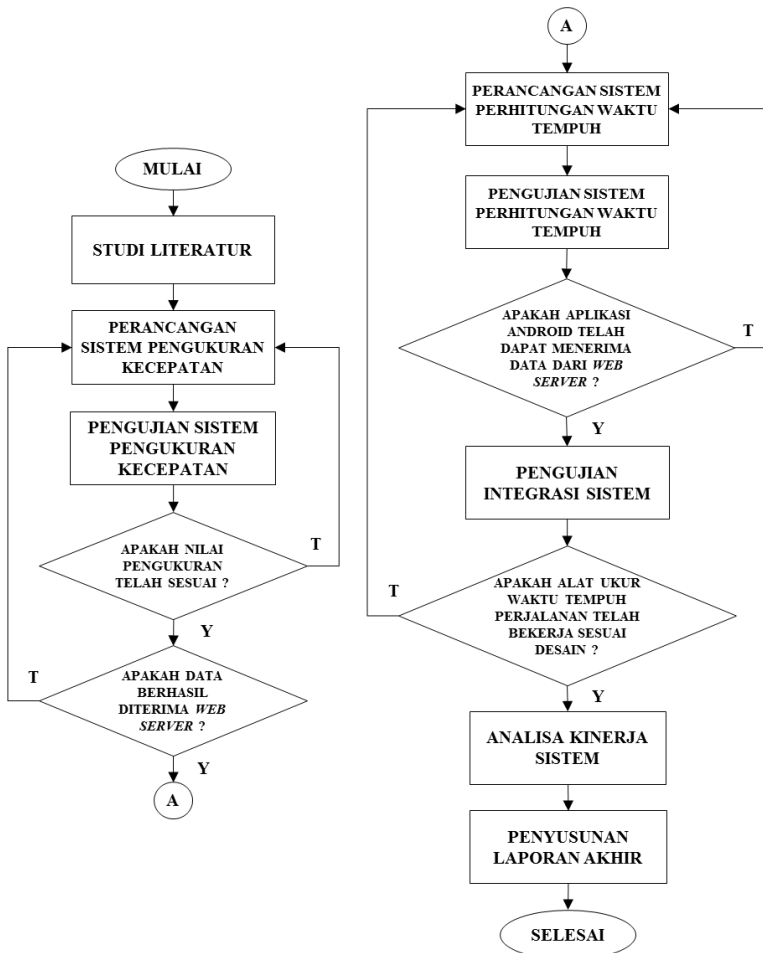 MULAI
STUDI LITERATUR
PERANCANGAN
SISTEM PENGUKURAN
KECEPATAN
PENGUJIAN SISTEM
PENGUKURAN
KECEPATAN
APAKAH NILAI
PENGUKURAN
TELAH SESUAI ?
T
Y
APAKAH DATA
BERHASIL
DITERIMA WEB
SERVER ?
T
Y
A
A
PERANCANGAN SISTEM
PERHITUNGAN WAKTU
TEMPUH
PENGUJIAN SISTEM
PERHITUNGAN WAKTU
TEMPUH
APAKAH APLIKASI
ANDROID TELAH
DAPAT MENERIMA
DATA DARI WEB
SERVER ?
T
Y
PENGUJIAN
INTEGRASI SISTEM
APAKAH ALAT UKUR
WAKTU TEMPUH
PERJALANAN TELAH
BEKERJA SESUAI
DESAIN ?
T
Y
ANALISA KINERJA
SISTEM
PENYUSUNAN
LAPORAN AKHIR
SELESAI